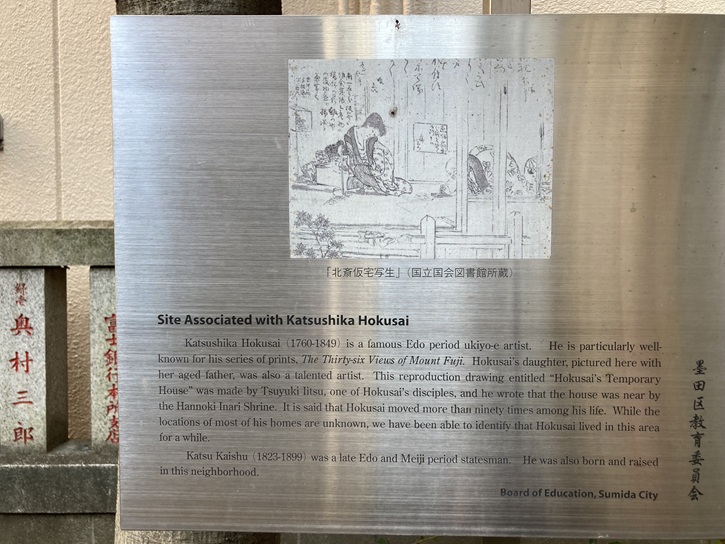 「北斎仮宅写生」（国立国会図書館所蔵）
Site Associated with Katsushika Hokusai
Katsushika Hokusai (1760-1849) is a famous Edo period ukiyo-e artist. He is particularly well-
known for his series of prints, The Thirty-six Views of Mount Fuji. Hokusai's daughter, pictured here with
her aged father, was also a talented artist. This reproduction drawing entitled "Hokusai's Temporary
House" was made by Tsuyuki Iitsu, one of Hokusai's disciples, and he wrote that the house was near by
the Hannoki Inari Shrine. It is said that Hokusai moved more than ninety times among his life. While the
locations of most of his homes are unknown, we have been able to identify that Hokusai lived in this area
for a while.
Katsu Kaishu (1823-1899) was a late Edo and Meiji period statesman. He was also born and raised
in this neighborhood.
Board of Education, Sumida City
墨田区教育委員会
奥村三郎
富士銀行本所支店